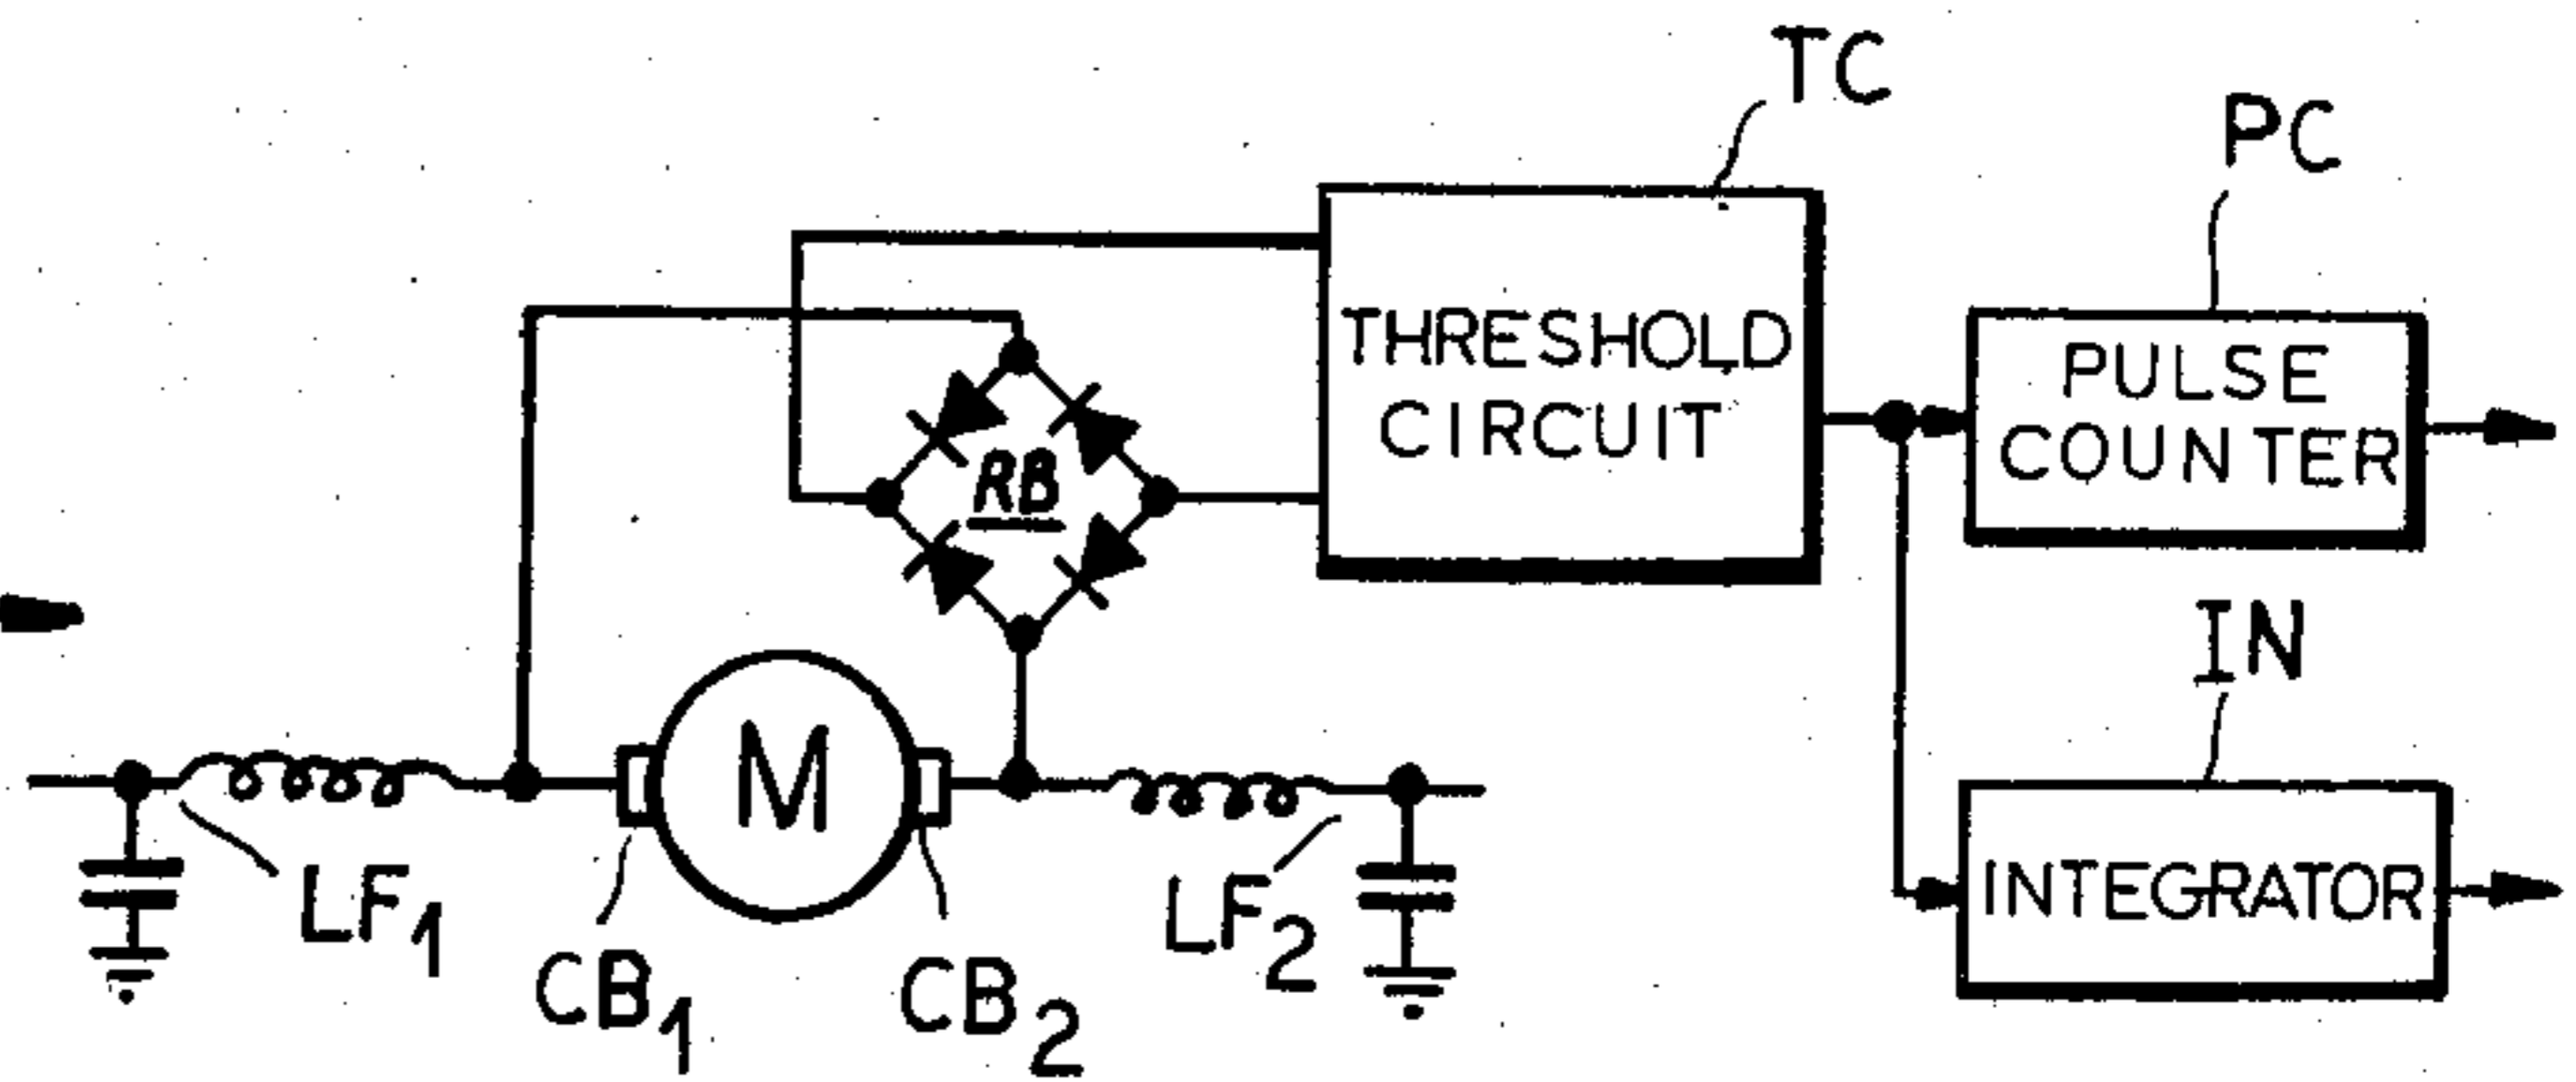 TC
PC
THRESHOLD
CIRCUIT
PULSE
COUNTER
RB
IN
M
INTEGRATOR
LF1
CB1
CB2
LF2